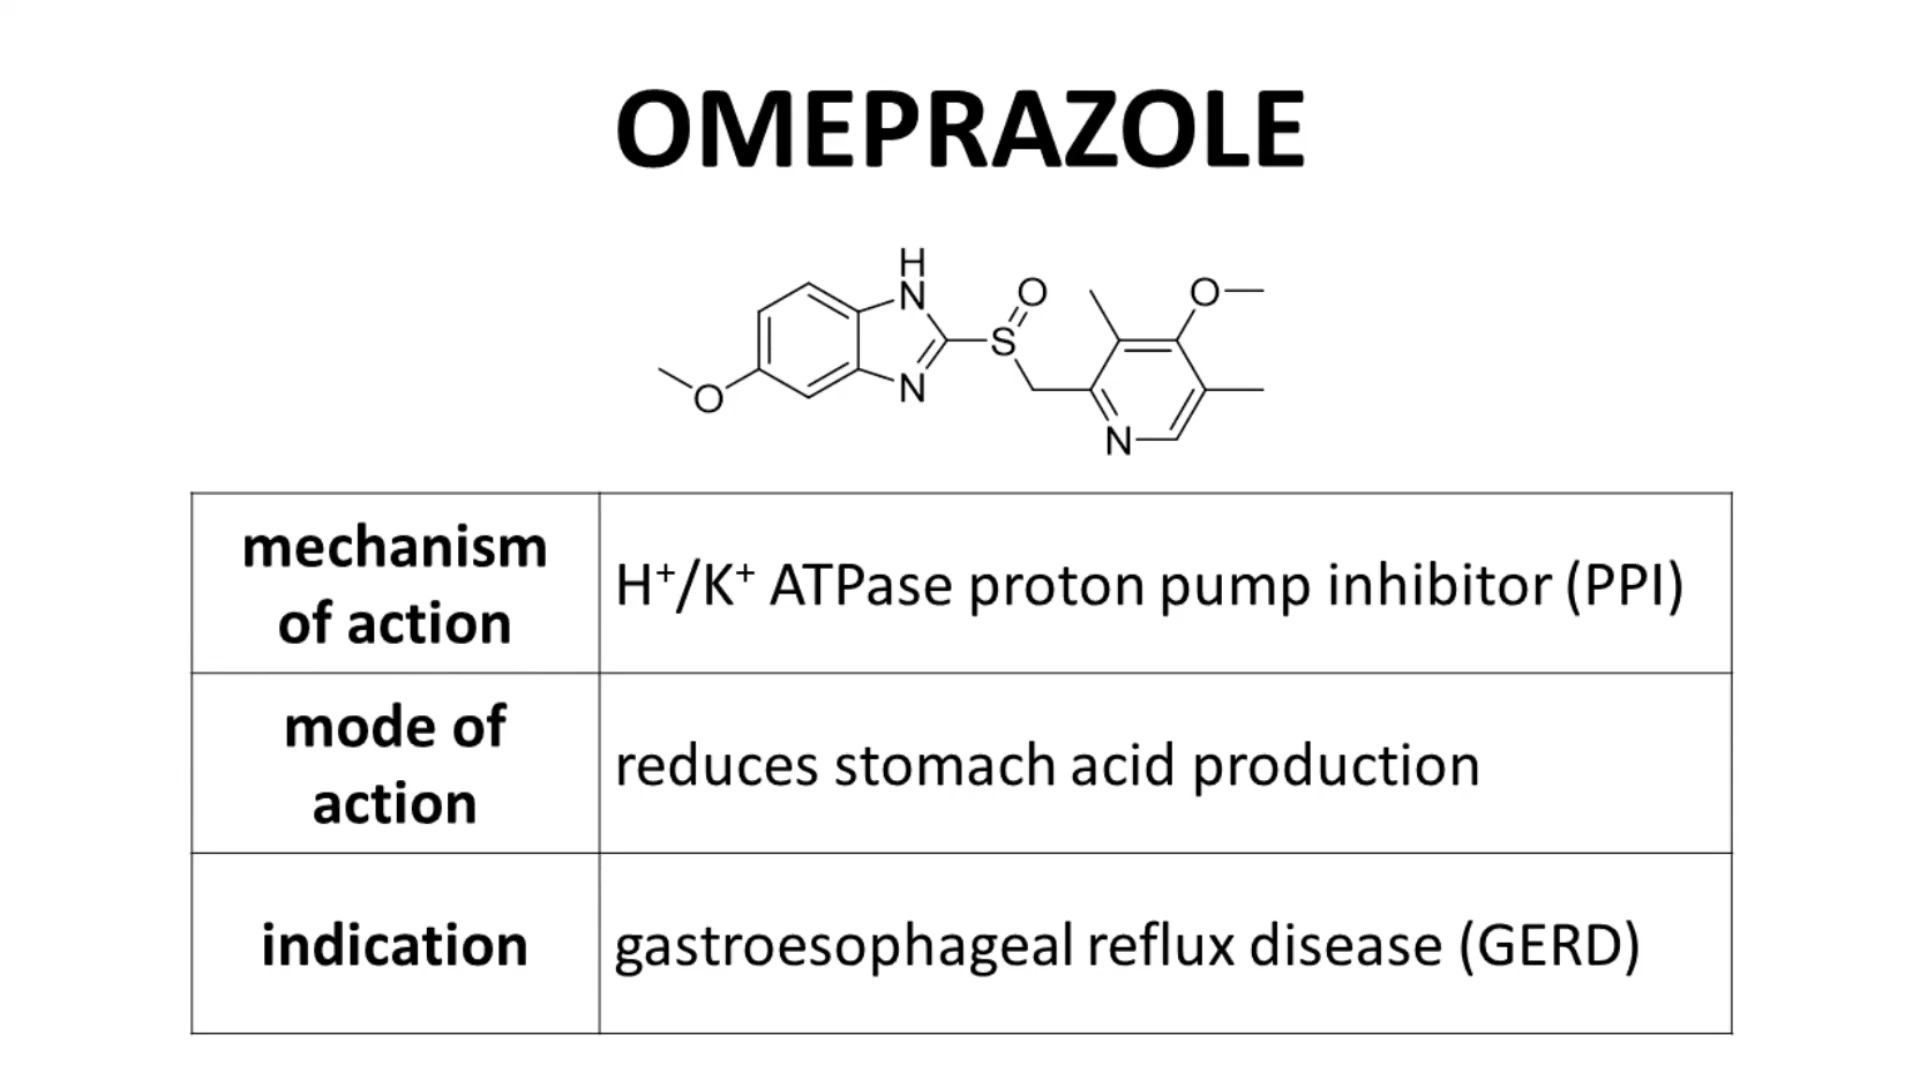 OMEPRAZOLE
H
N
O
O
S
O
N
N
mechanism
of action
H⁺/K⁺ ATPase proton pump inhibitor (PPI)
mode of
action
reduces stomach acid production
indication
gastroesophageal reflux disease (GERD)